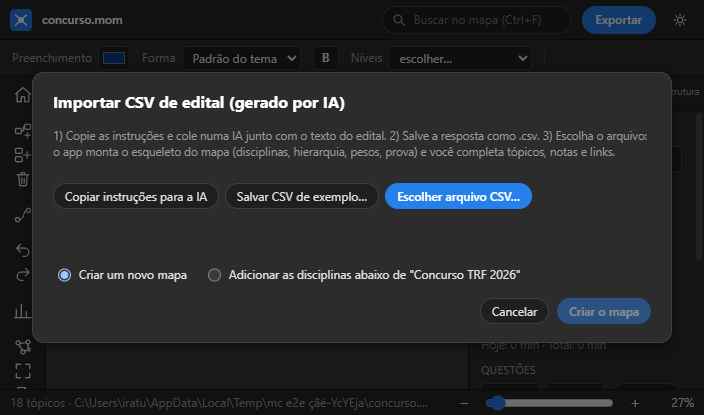 concurso.mom
Buscar no mapa (Ctrl+F)
Exportar
Preenchimento
Forma
Padrão do tema
B
Níveis
escolher...
Importar CSV de edital (gerado por IA)
1) Copie as instruções e cole numa IA junto com o texto do edital. 2) Salve a resposta como .csv. 3) Escolha o arquivo:
o app monta o esqueleto do mapa (disciplinas, hierarquia, pesos, prova) e você completa tópicos, notas e links.
Copiar instruções para a IA
Salvar CSV de exemplo...
Escolher arquivo CSV...
Criar um novo mapa
Adicionar as disciplinas abaixo de "Concurso TRF 2026"
Cancelar
Criar o mapa
Hoje: 0 min · Total: 0 min
QUESTÕES
18 tópicos · C:\Users\iratu\AppData\Local\Temp\mc e2e çãé-YcYEja\concurso....
27%